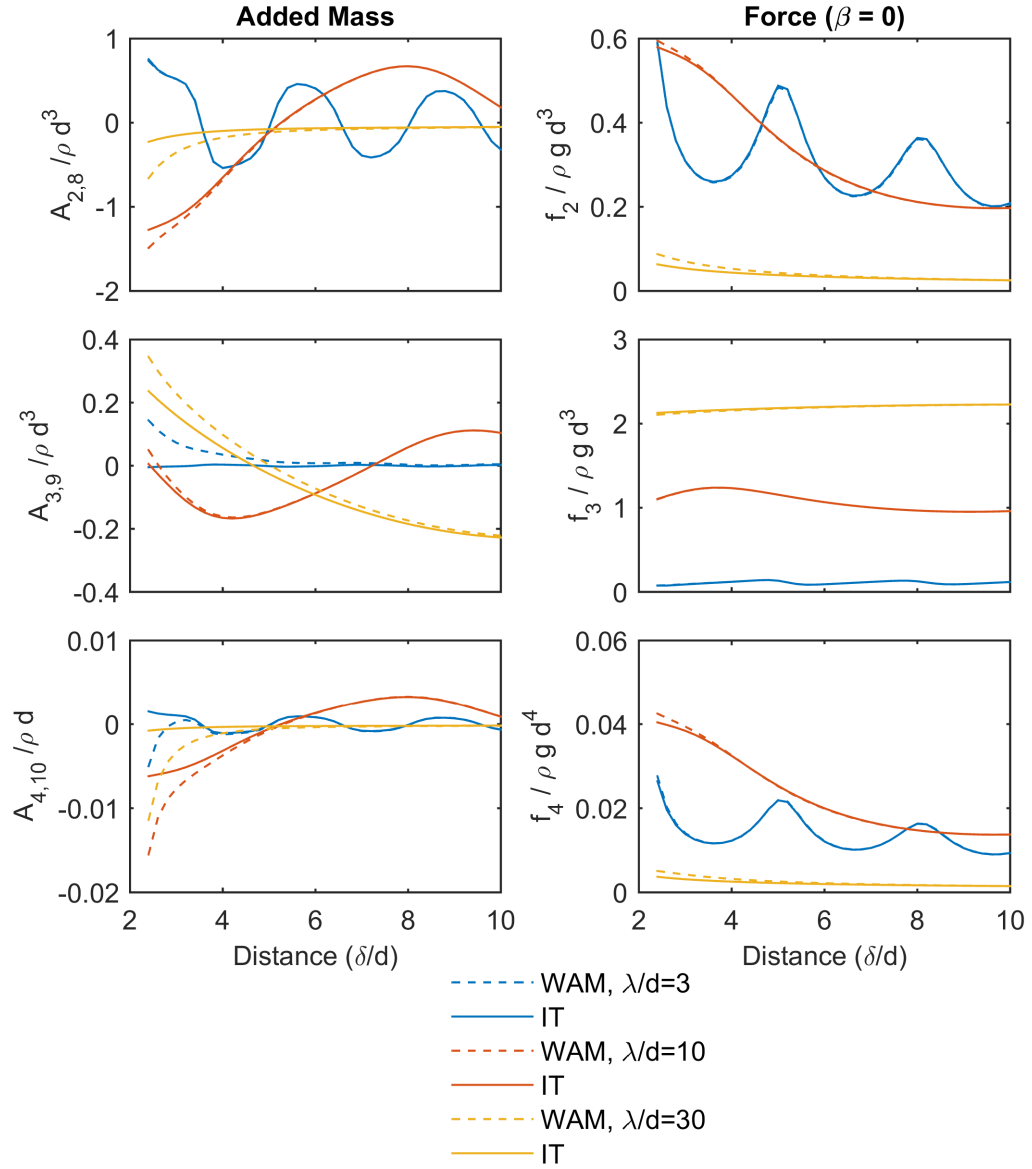 Added Mass
Force (β = 0)
1
0
-1
-2
A2,8 /ρ d3
0.6
0.4
0.2
0
f2 / ρ g d3
0.4
0.2
0
-0.2
-0.4
A3,9 /ρ d3
3
2
1
0
f3 / ρ g d3
0.01
0
-0.01
-0.02
A4,10 /ρ d
0.06
0.04
0.02
0
f4 / ρ g d4
2 4 6 8 10
2 4 6 8 10
Distance (δ/d)
Distance (δ/d)
WAM, λ/d=3
IT
WAM, λ/d=10
IT
WAM, λ/d=30
IT